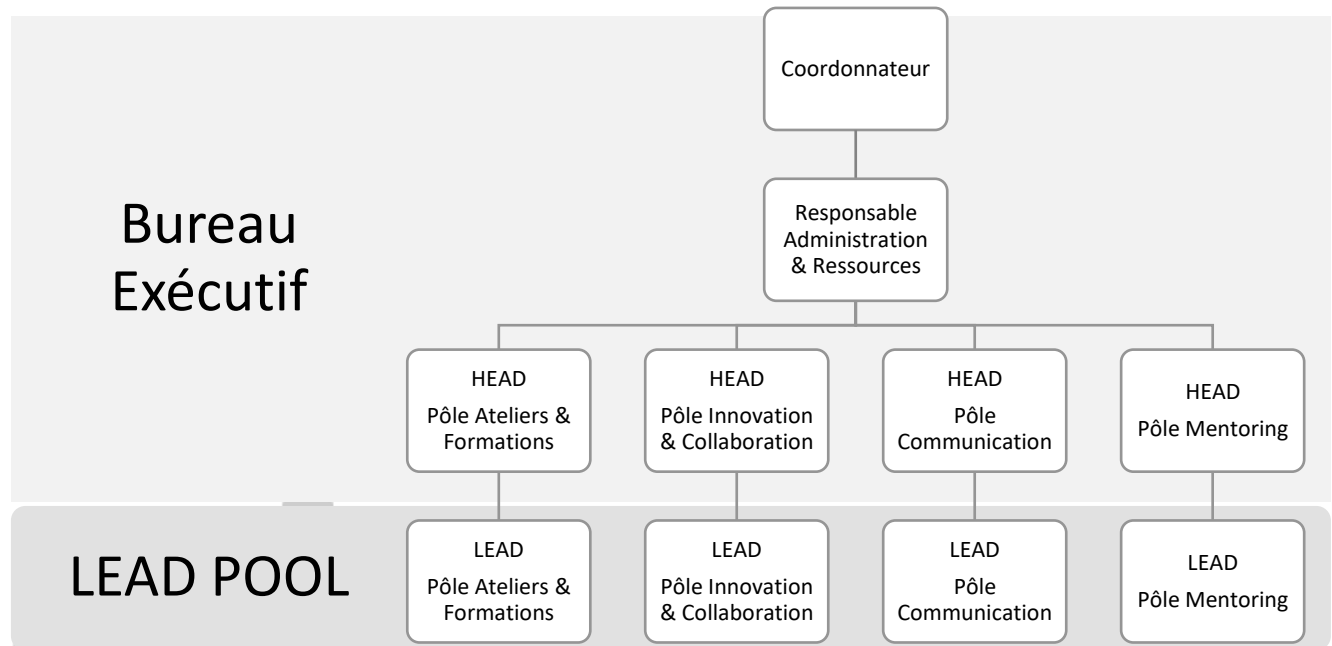 Coordonnateur
Bureau
Exécutif
Responsable
Administration
& Ressources
HEAD
Pôle Ateliers &
Formations
HEAD
Pôle Innovation
& Collaboration
HEAD
Pôle
Communication
HEAD
Pôle Mentoring
LEAD POOL
LEAD
Pôle Ateliers &
Formations
LEAD
Pôle Innovation
& Collaboration
LEAD
Pôle
Communication
LEAD
Pôle Mentoring